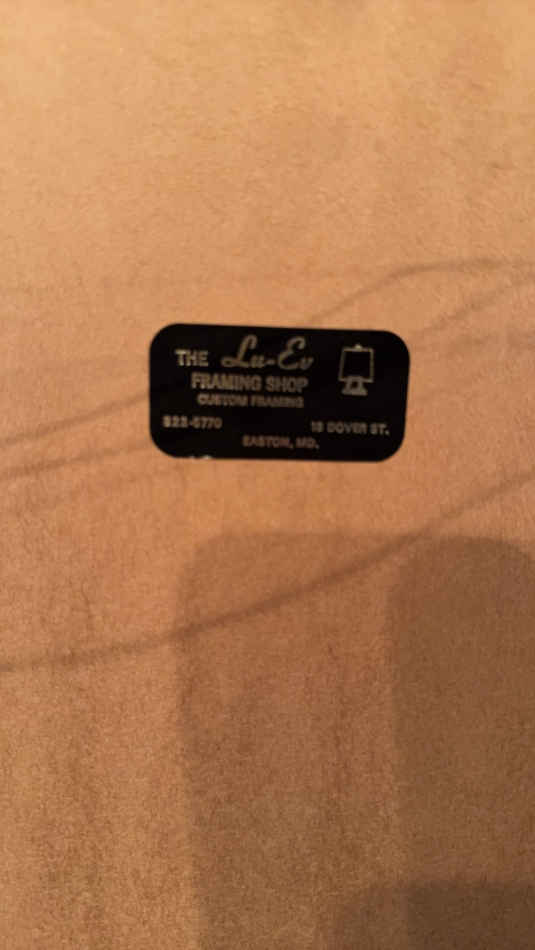 THE Lu-Ev
FRAMING SHOP
CUSTOM FRAMING
822-5770 18 DOVER ST.
EASTON, MD.